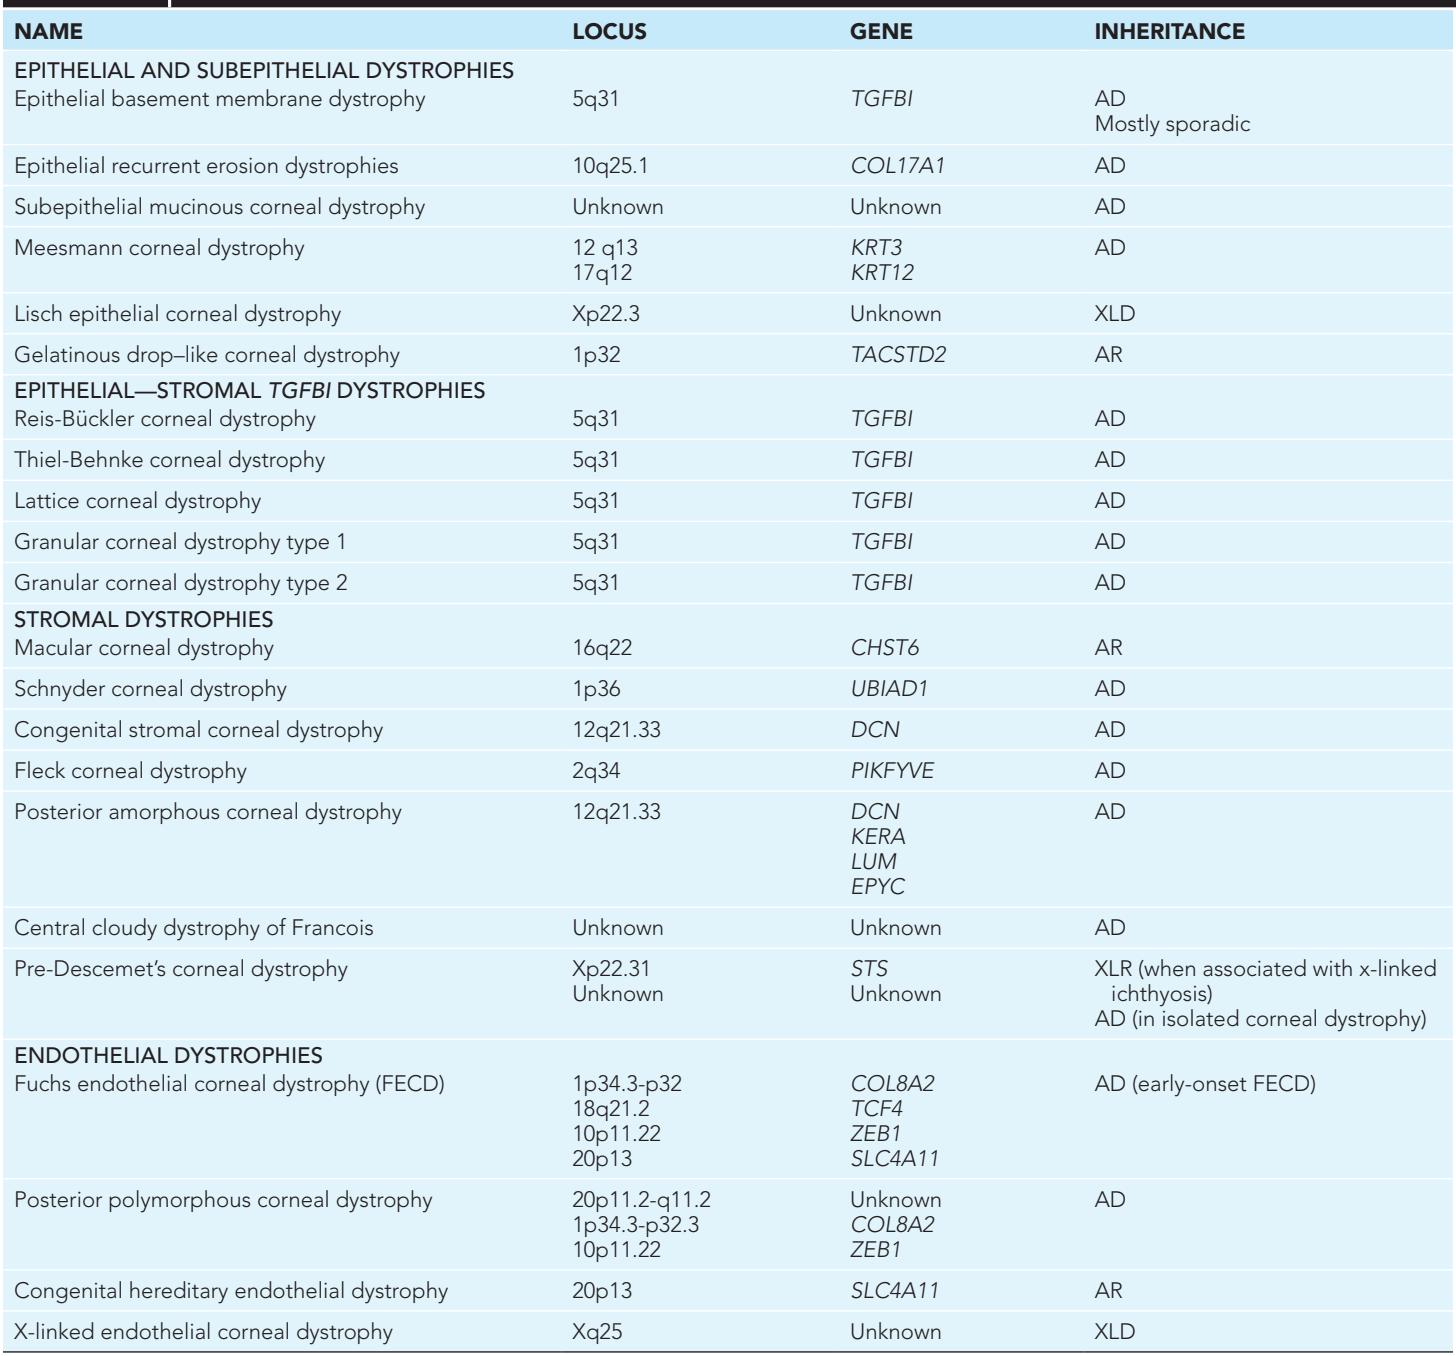 NAME LOCUS GENE INHERITANCE
EPITHELIAL AND SUBEPITHELIAL DYSTROPHIES
Epithelial basement membrane dystrophy 5q31 TGFBI AD
Mostly sporadic
Epithelial recurrent erosion dystrophies 10q25.1 COL17A1 AD
Subepithelial mucinous corneal dystrophy Unknown Unknown AD
Meesmann corneal dystrophy 12 q13 KRT3 AD
17q12 KRT12
Lisch epithelial corneal dystrophy Xp22.3 Unknown XLD
Gelatinous drop–like corneal dystrophy 1p32 TACSTD2 AR
EPITHELIAL—STROMAL TGFBI DYSTROPHIES
Reis-Bückler corneal dystrophy 5q31 TGFBI AD
Thiel-Behnke corneal dystrophy 5q31 TGFBI AD
Lattice corneal dystrophy 5q31 TGFBI AD
Granular corneal dystrophy type 1 5q31 TGFBI AD
Granular corneal dystrophy type 2 5q31 TGFBI AD
STROMAL DYSTROPHIES
Macular corneal dystrophy 16q22 CHST6 AR
Schnyder corneal dystrophy 1p36 UBIAD1 AD
Congenital stromal corneal dystrophy 12q21.33 DCN AD
Fleck corneal dystrophy 2q34 PIKFYVE AD
Posterior amorphous corneal dystrophy 12q21.33 DCN AD
KERA
LUM
EPYC
Central cloudy dystrophy of Francois Unknown Unknown AD
Pre-Descemet's corneal dystrophy Xp22.31 STS XLR (when associated with x-linked
Unknown Unknown ichthyosis)
AD (in isolated corneal dystrophy)
ENDOTHELIAL DYSTROPHIES
Fuchs endothelial corneal dystrophy (FECD) 1p34.3-p32 COL8A2 AD (early-onset FECD)
18q21.2 TCF4
10p11.22 ZEB1
20p13 SLC4A11
Posterior polymorphous corneal dystrophy 20p11.2-q11.2 Unknown AD
1p34.3-p32.3 COL8A2
10p11.22 ZEB1
Congenital hereditary endothelial dystrophy 20p13 SLC4A11 AR
X-linked endothelial corneal dystrophy Xq25 Unknown XLD